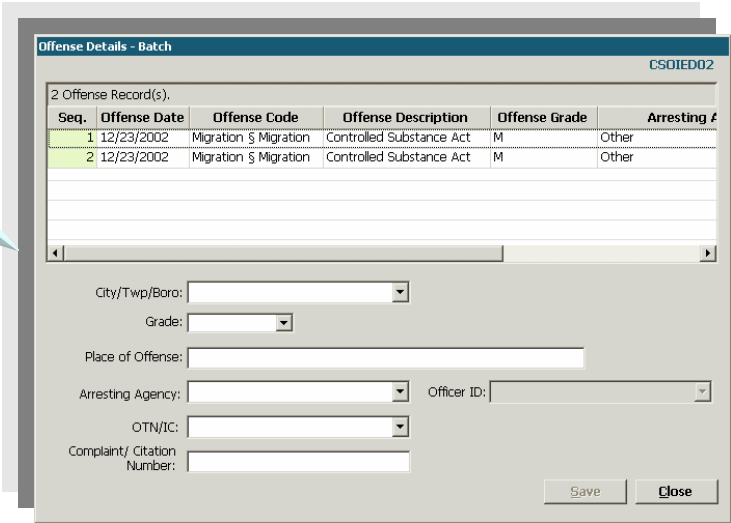 Offense Details - Batch
CSOIED02
2 Offense Record(s).
Seq. Offense Date Offense Code Offense Description Offense Grade Arresting A
1 12/23/2002 Migration § Migration Controlled Substance Act M Other
2 12/23/2002 Migration § Migration Controlled Substance Act M Other
City/Twp/Boro:
Grade:
Place of Offense:
Arresting Agency: Officer ID:
OTN/IC:
Complaint/ Citation
Number:
Save Close